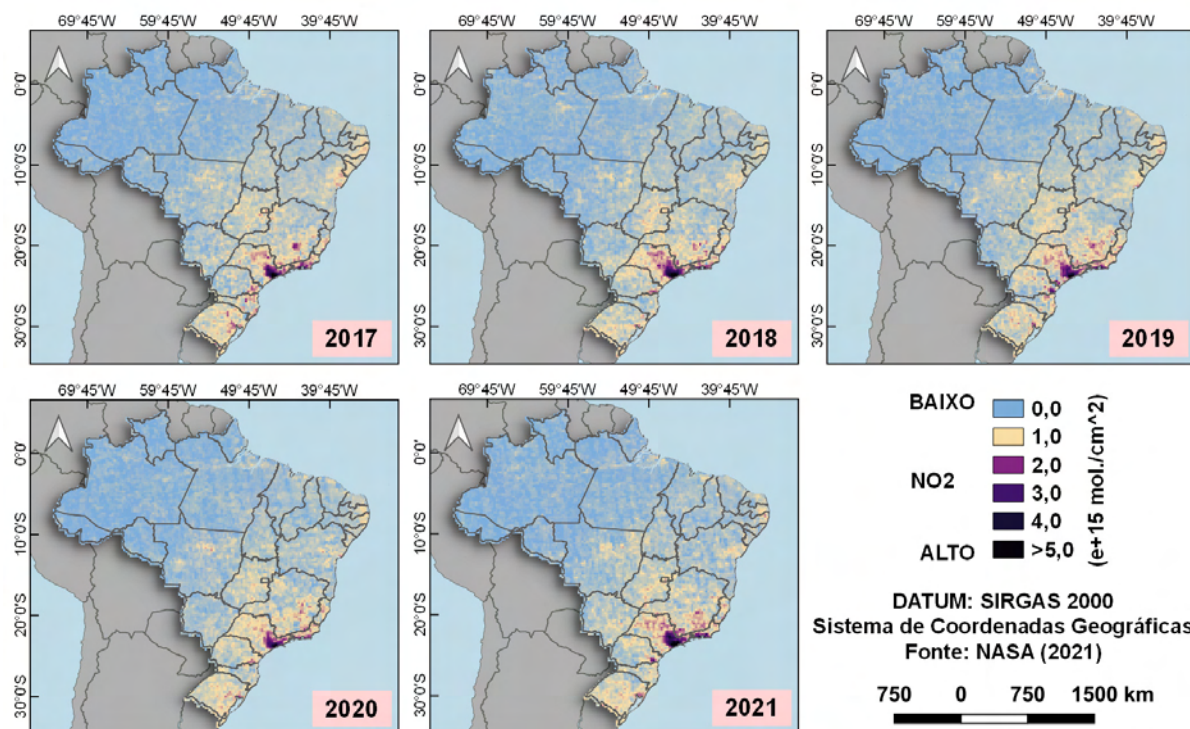 69°45'W 59°45'W 49°45'W 39°45'W
69°45'W 59°45'W 49°45'W 39°45'W
69°45'W 59°45'W 49°45'W 39°45'W
0°0'
10°0'S
20°0'S
30°0'S
2017
0°0'
10°0'S
20°0'S
30°0'S
2018
0°0'
10°0'S
20°0'S
30°0'S
2019
69°45'W 59°45'W 49°45'W 39°45'W
69°45'W 59°45'W 49°45'W 39°45'W
0°0'
10°0'S
20°0'S
30°0'S
2020
0°0'
10°0'S
20°0'S
30°0'S
2021
BAIXO 0,0
1,0
2,0
NO2
3,0
4,0
ALTO >5,0
(e+15 mol./cm^2)
DATUM: SIRGAS 2000
Sistema de Coordenadas Geográficas
Fonte: NASA (2021)
750 0 750 1500 km